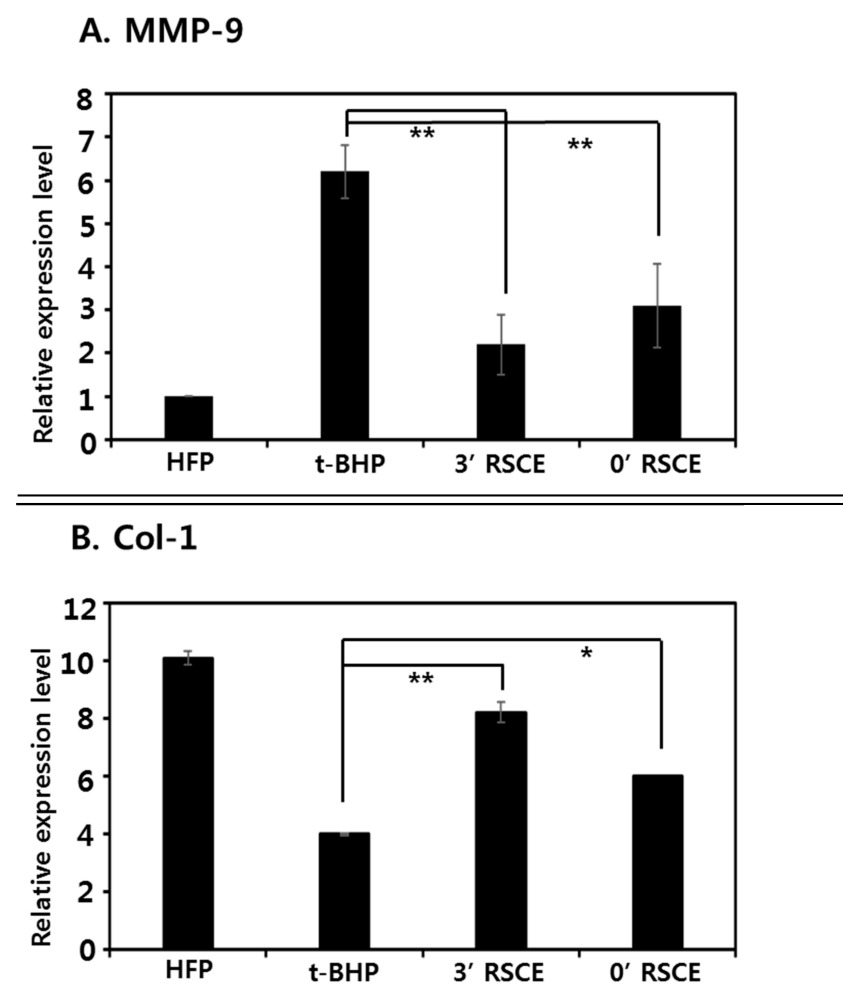 A. MMP-9
Relative expression level
8
7
6
5
4
3
2
1
0
**
**
HFP
t-BHP
3′ RSCE
0′ RSCE
B. Col-1
Relative expression level
12
10
8
6
4
2
0
*
**
HFP
t-BHP
3′ RSCE
0′ RSCE